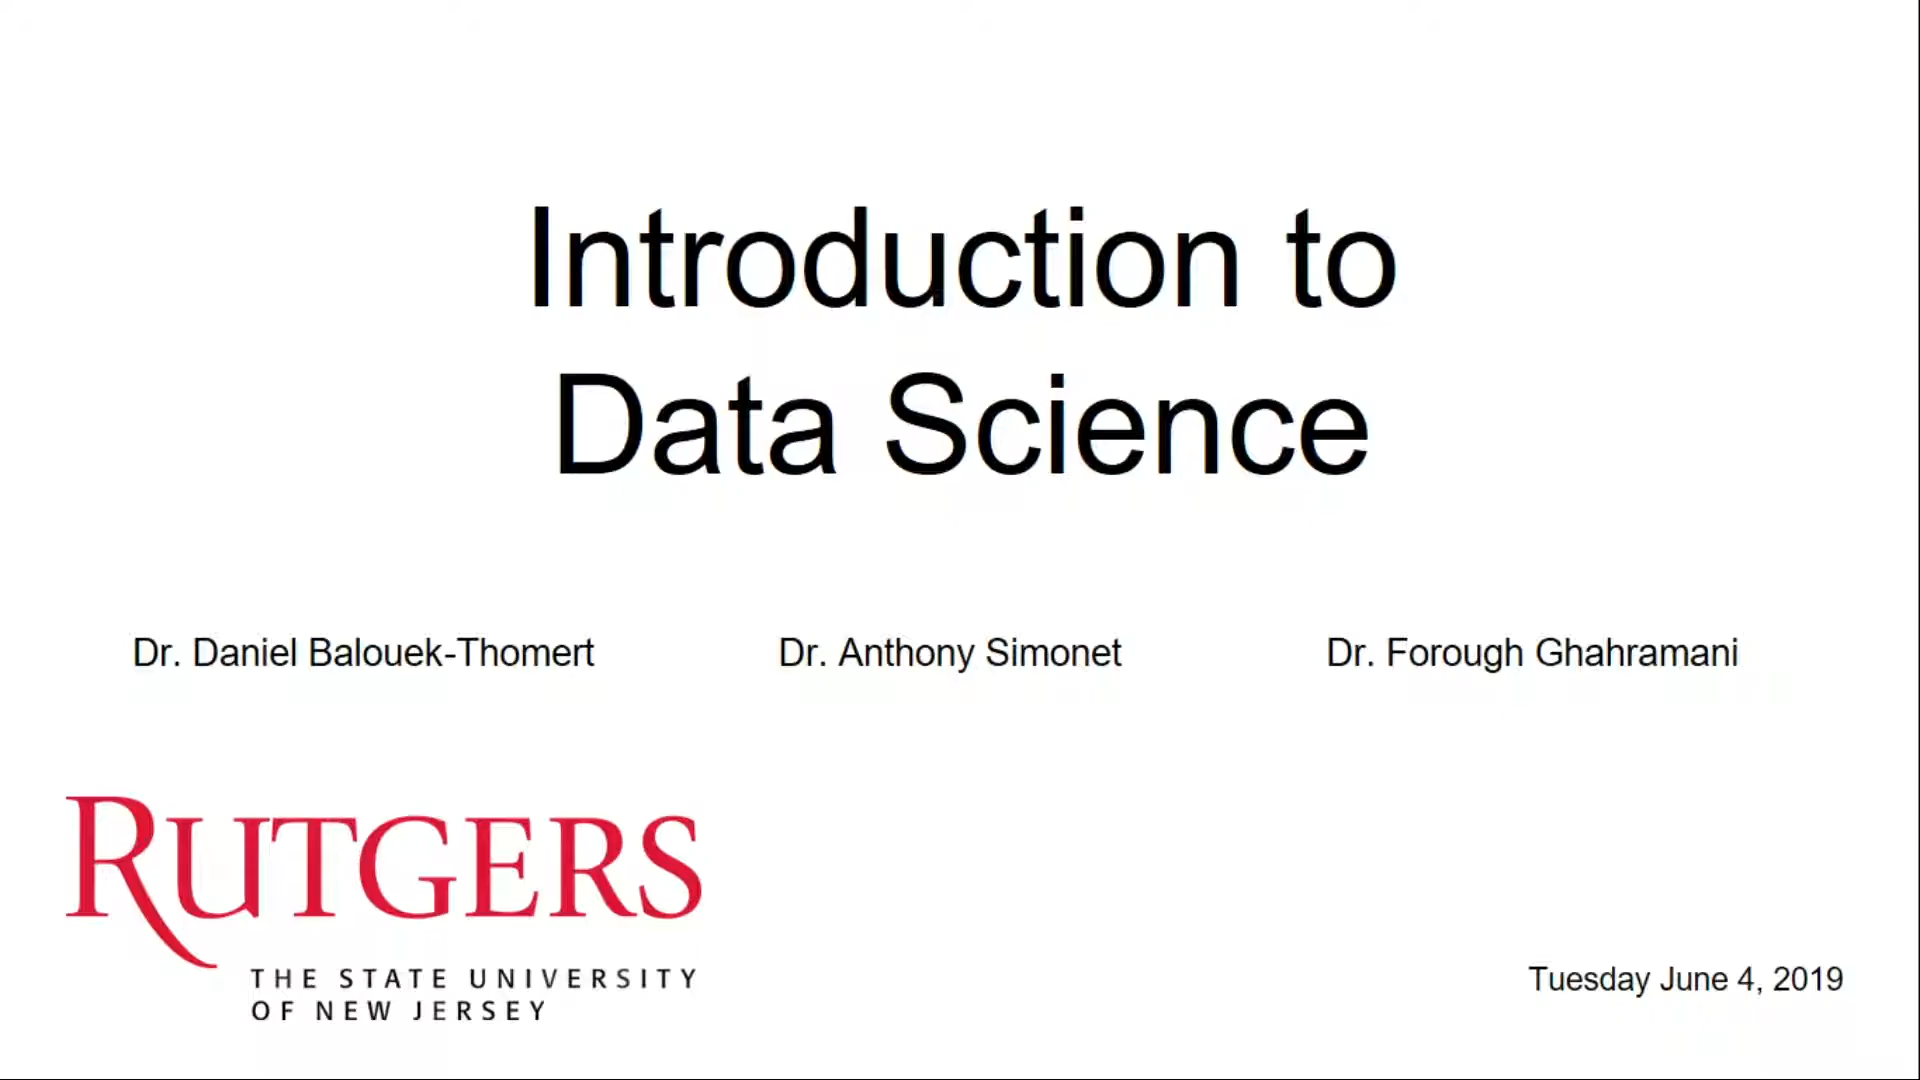 Introduction to
Data Science
Dr. Daniel Balouek-Thomert
Dr. Anthony Simonet
Dr. Forough Ghahramani
RUTGERS
THE STATE UNIVERSITY
OF NEW JERSEY
Tuesday June 4, 2019